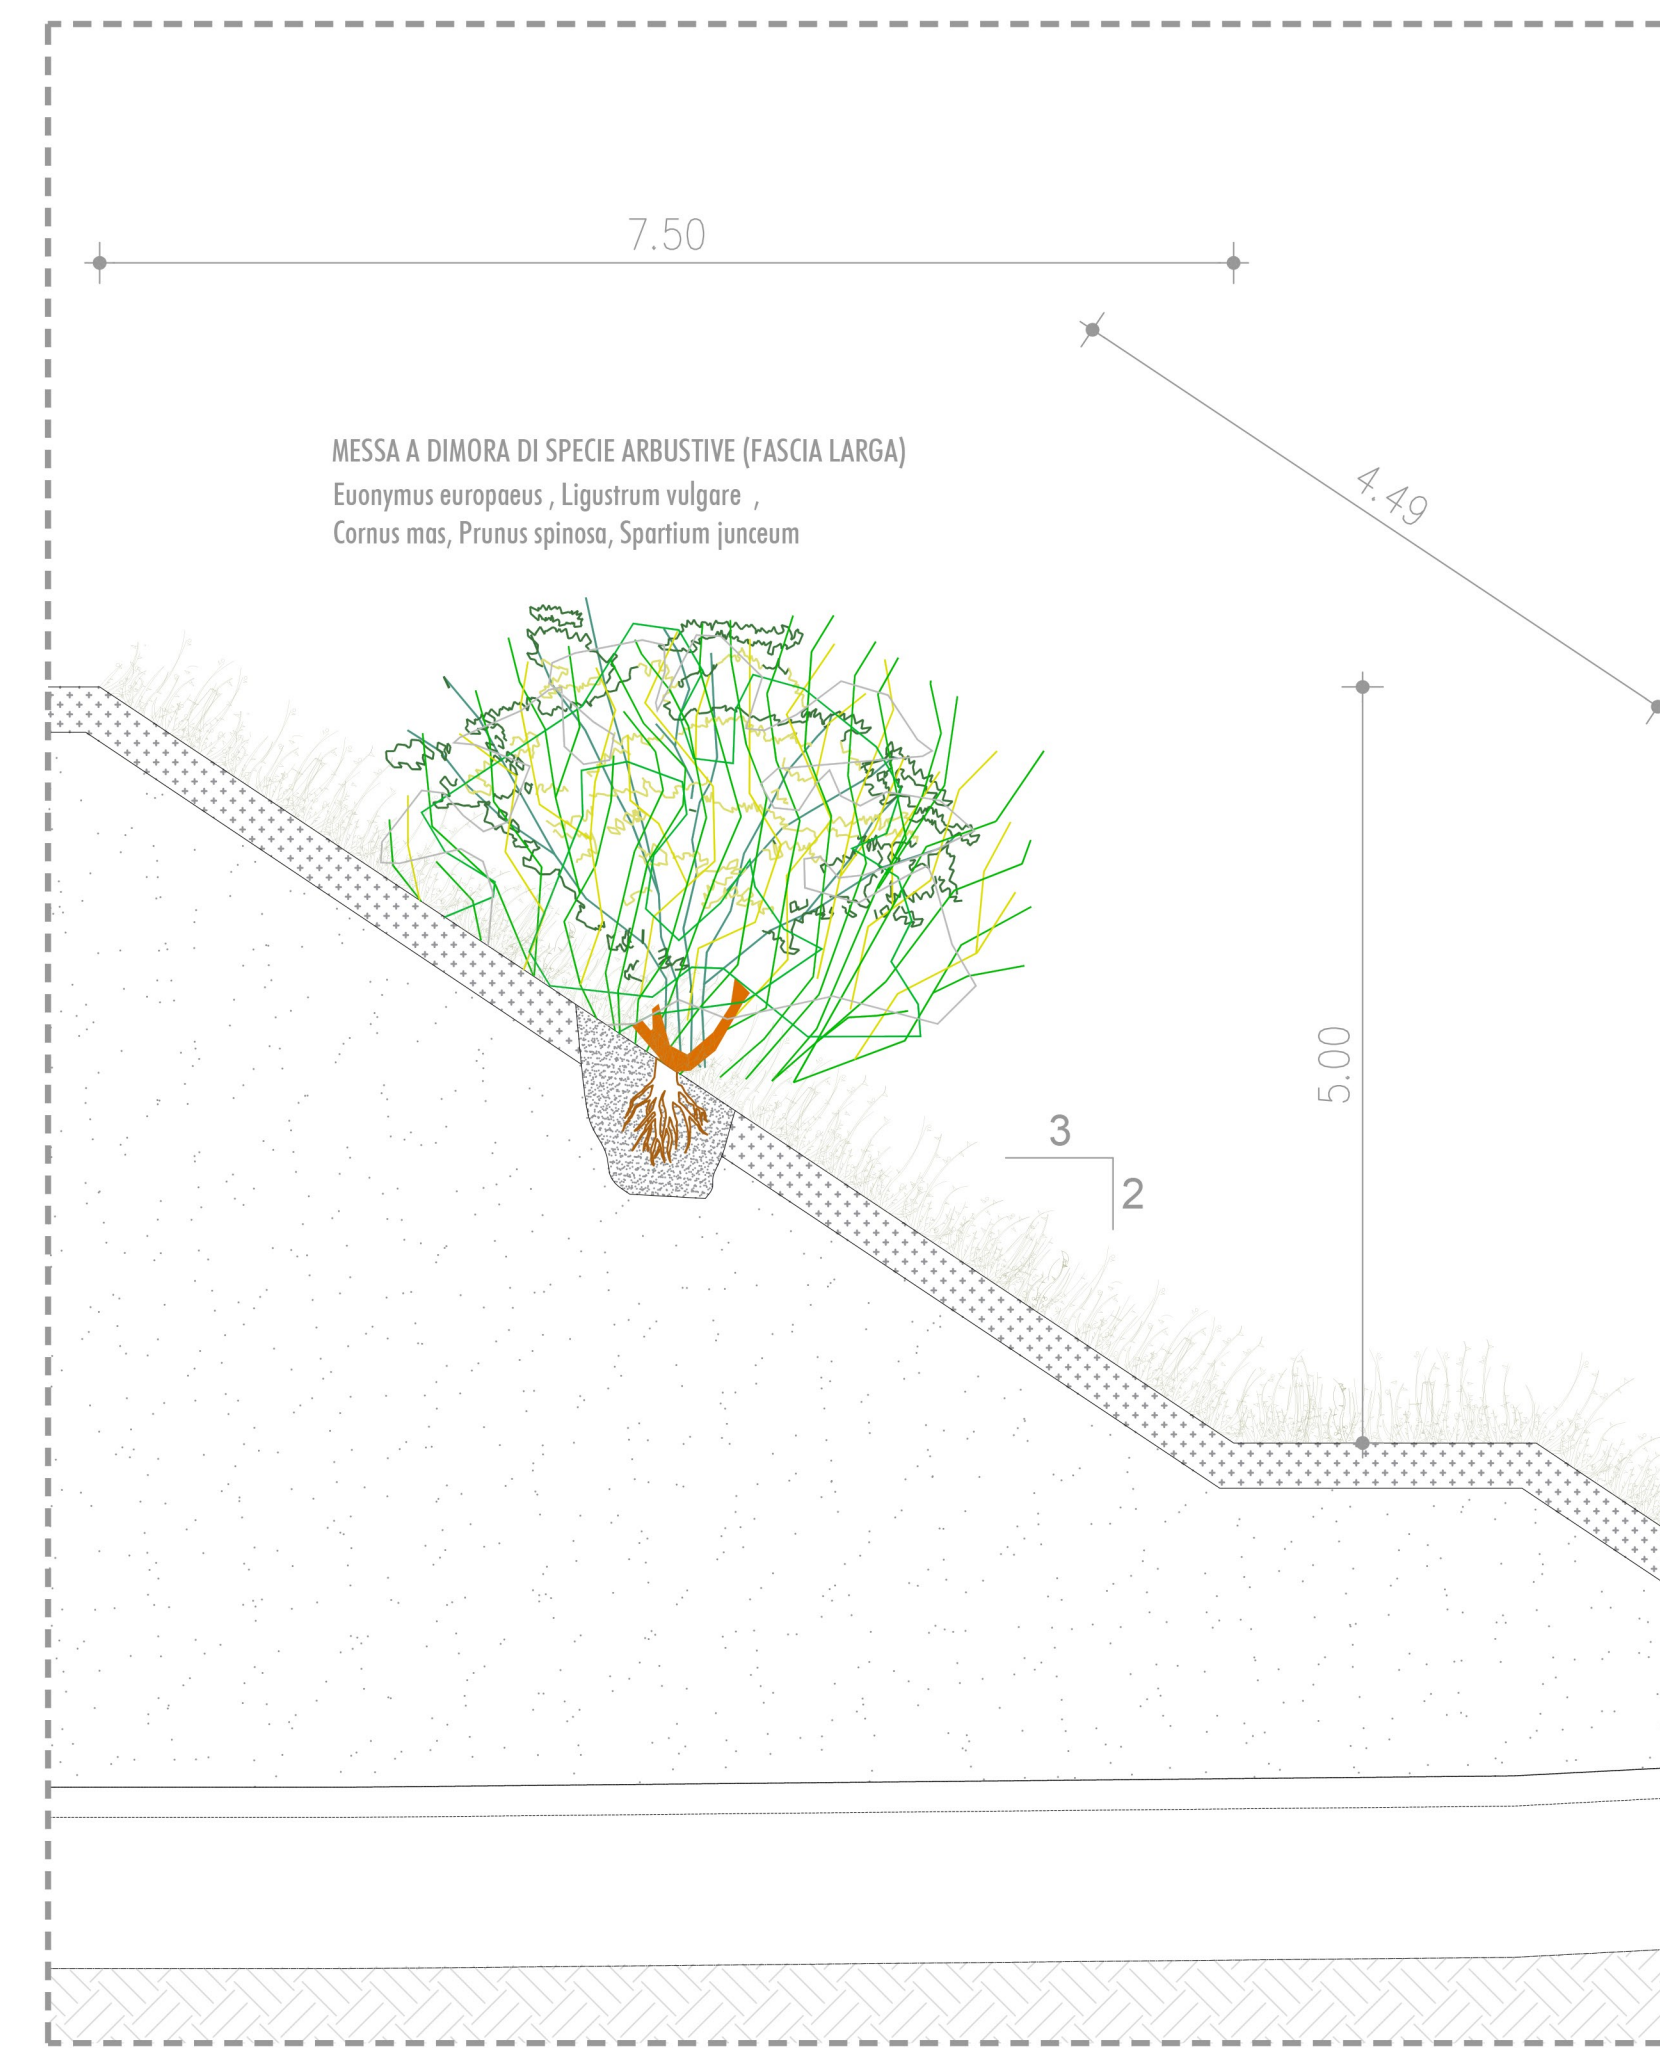 7.50
4.49
MESSA A DIMORA DI SPECIE ARBUSTIVE (FASCIA LARGA)
Euonymus europaeus , Ligustrum vulgare ,
Cornus mas, Prunus spinosa, Spartium junceum
5.00
3
2